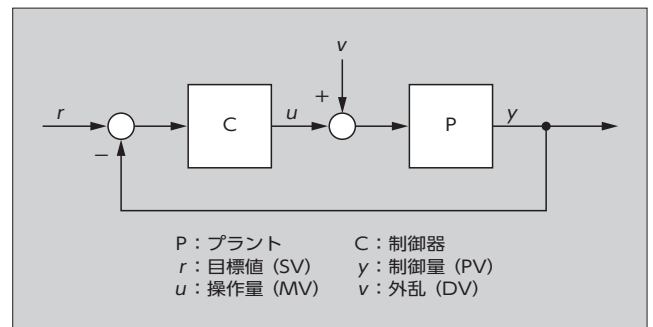 v
+
r
C
u
P
y
−
P：プラント C：制御器
r：目標値（SV） y：制御量（PV）
u：操作量（MV） v：外乱（DV）